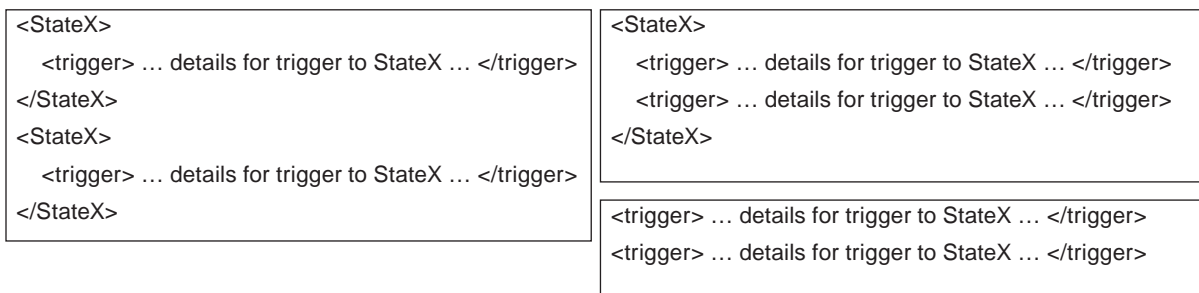 <StateX>
<trigger> … details for trigger to StateX … </trigger>
</StateX>
<StateX>
<trigger> … details for trigger to StateX … </trigger>
</StateX>
<StateX>
<trigger> … details for trigger to StateX … </trigger>
<trigger> … details for trigger to StateX … </trigger>
</StateX>
<trigger> … details for trigger to StateX … </trigger>
<trigger> … details for trigger to StateX … </trigger>